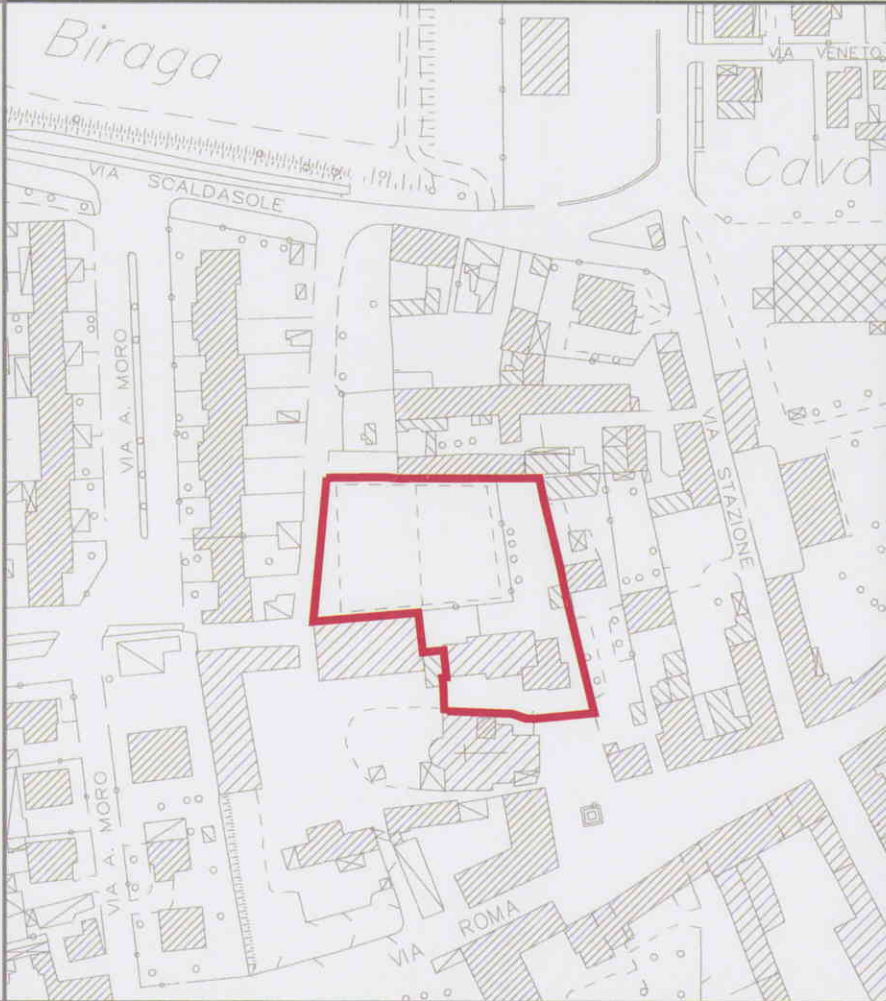 Biraga
VIA VENETO
Cava
VIA SCALDASOLE
VIA A. MORO
VIA STAZIONE
VIA A. MORO
VIA ROMA